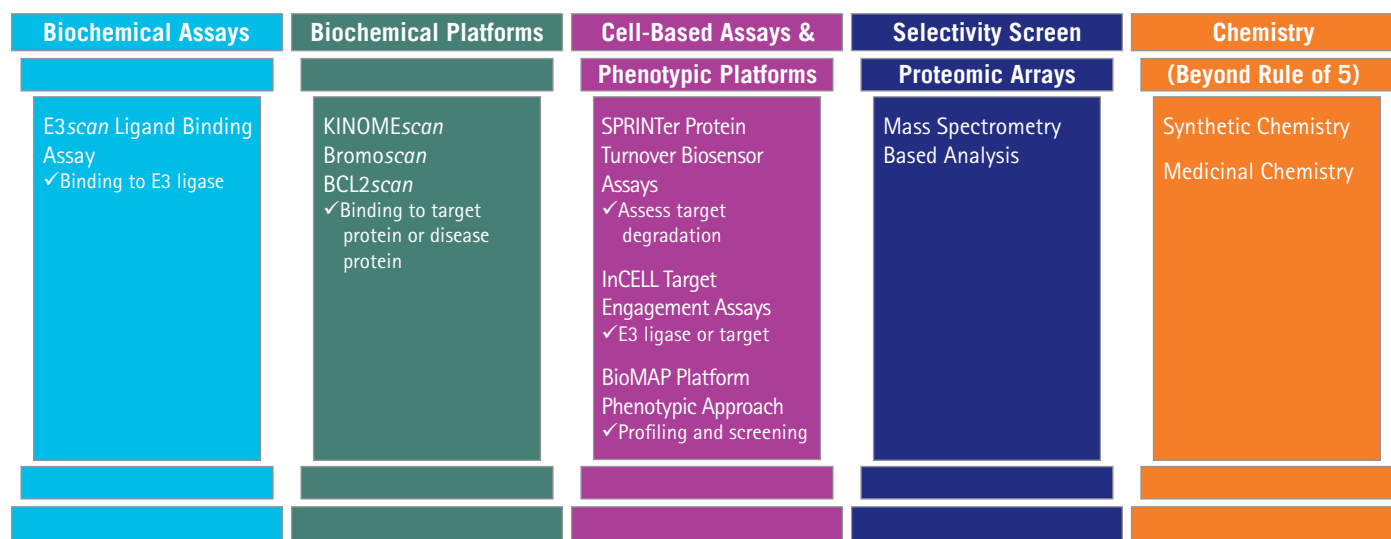 Biochemical Assays
E3scan Ligand Binding
Assay
✓Binding to E3 ligase
Biochemical Platforms
KINOMEscan
Bromoscan
BCL2scan
✓Binding to target
protein or disease
protein
Cell-Based Assays &
Phenotypic Platforms
SPRINTer Protein
Turnover Biosensor
Assays
✓Assess target
degradation
InCELL Target
Engagement Assays
✓E3 ligase or target
BioMAP Platform
Phenotypic Approach
✓Profiling and screening
Selectivity Screen
Proteomic Arrays
Mass Spectrometry
Based Analysis
Chemistry
(Beyond Rule of 5)
Synthetic Chemistry
Medicinal Chemistry